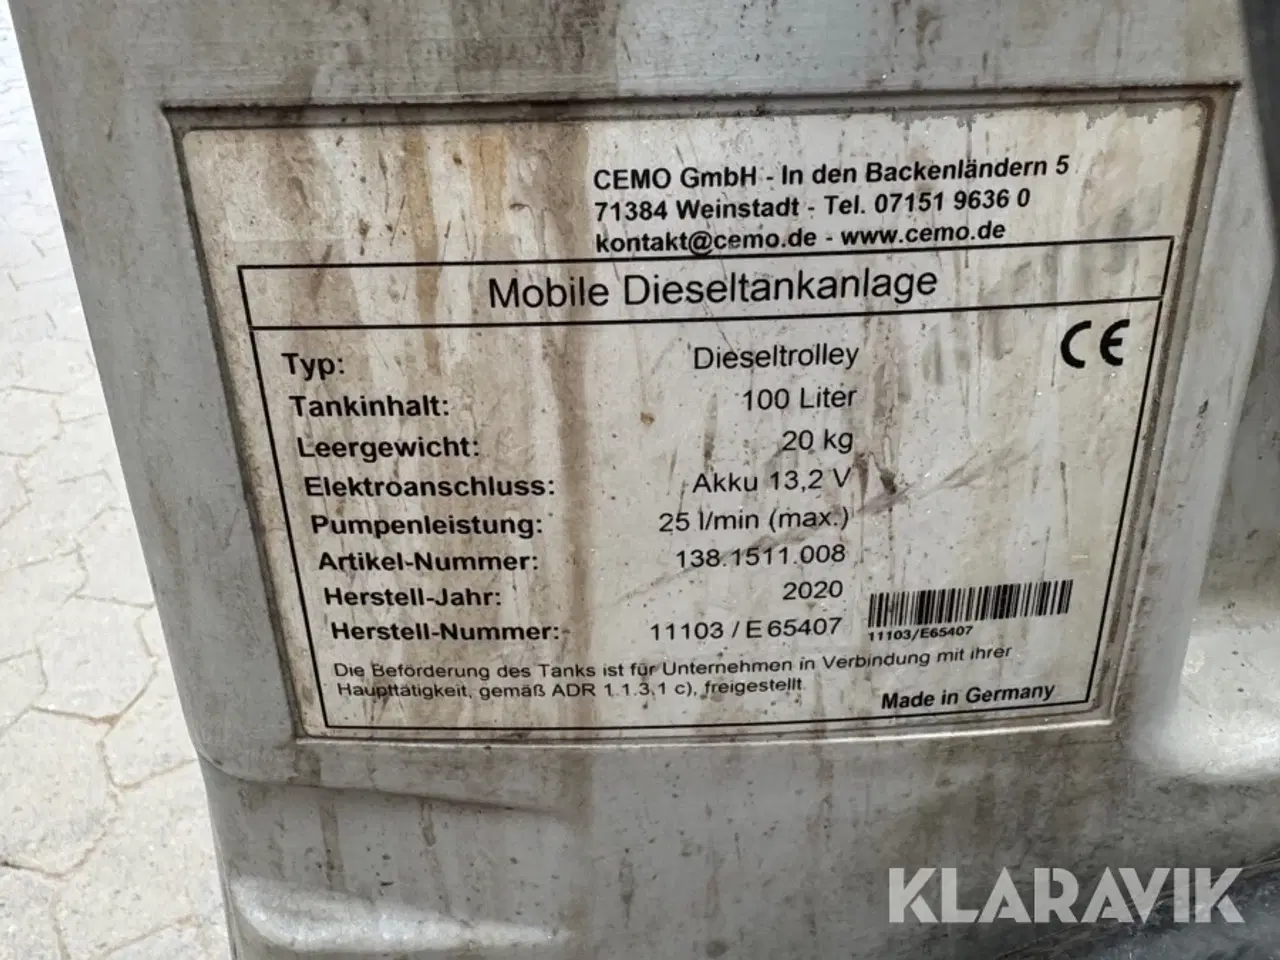 CEMO GmbH - In den Backenländern 5
71384 Weinstadt - Tel. 07151 9636 0
kontakt@cemo.de - www.cemo.de
Mobile Dieseltankanlage
CE
Typ: Dieseltrolley
Tankinhalt: 100 Liter
Leergewicht: 20 kg
Elektroanschluss: Akku 13,2 V
Pumpenleistung: 25 l/min (max.)
Artikel-Nummer: 138.1511.008
Herstell-Jahr: 2020
Herstell-Nummer: 11103 / E 65407
11103/E65407
Die Beförderung des Tanks ist für Unternehmen in Verbindung mit ihrer
Haupttätigkeit, gemäß ADR 1.1.3.1 c), freigestellt.
Made in Germany
KLARAVIK